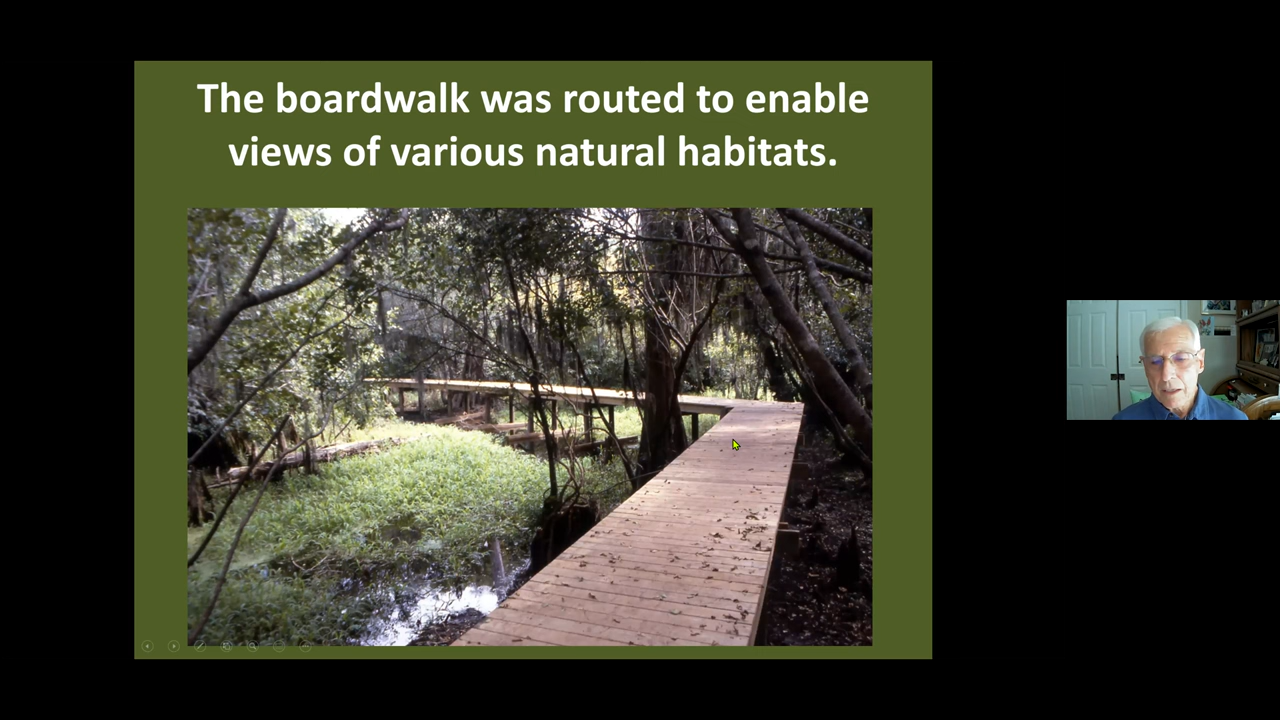 The boardwalk was routed to enable
views of various natural habitats.